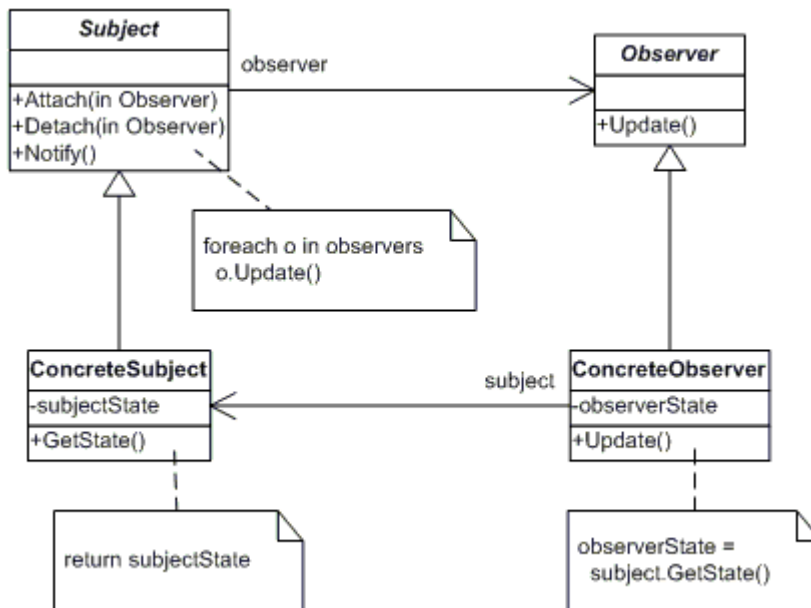 Subject
observer
Observer
+Attach(in Observer)
+Detach(in Observer)
+Notify()
+Update()
foreach o in observers
o.Update()
ConcreteSubject
-subjectState
+GetState()
subject
ConcreteObserver
-observerState
+Update()
return subjectState
observerState =
subject.GetState()